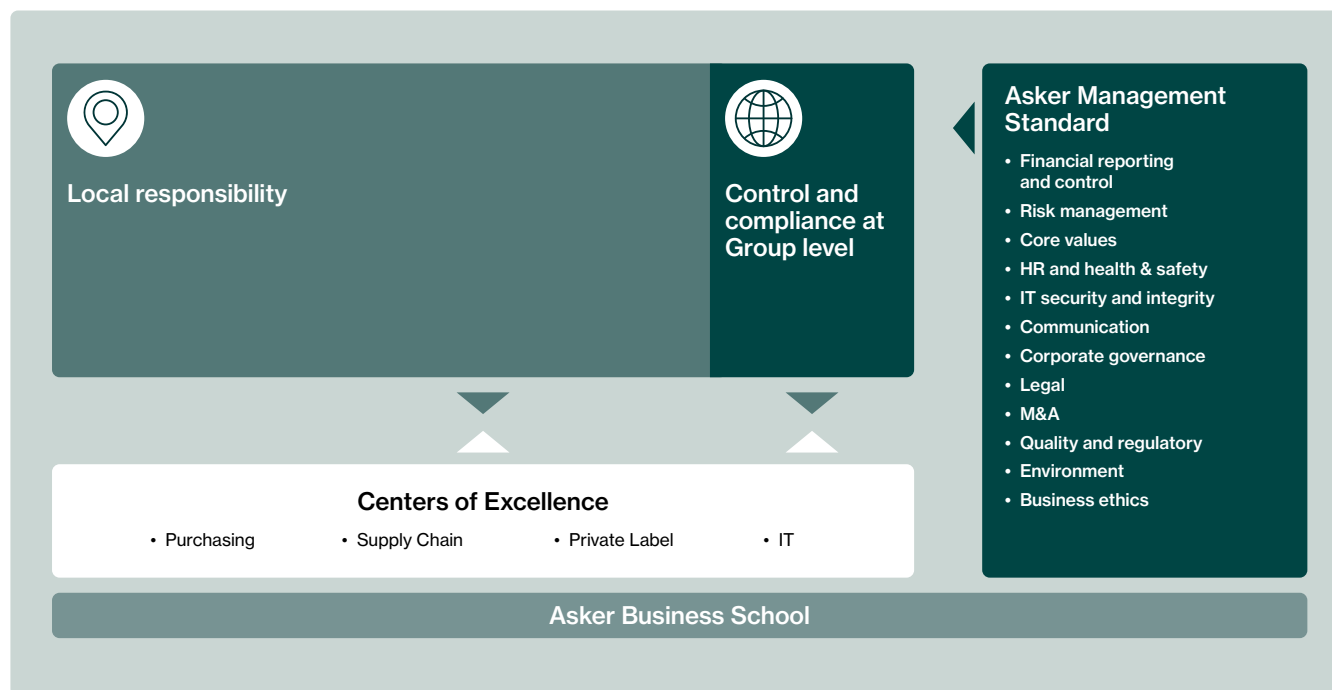 Local responsibility
Control and
compliance at
Group level
Asker Management
Standard
• Financial reporting
and control
• Risk management
• Core values
• HR and health & safety
• IT security and integrity
• Communication
• Corporate governance
• Legal
• M&A
• Quality and regulatory
• Environment
• Business ethics
Centers of Excellence
• Purchasing • Supply Chain • Private Label • IT
Asker Business School